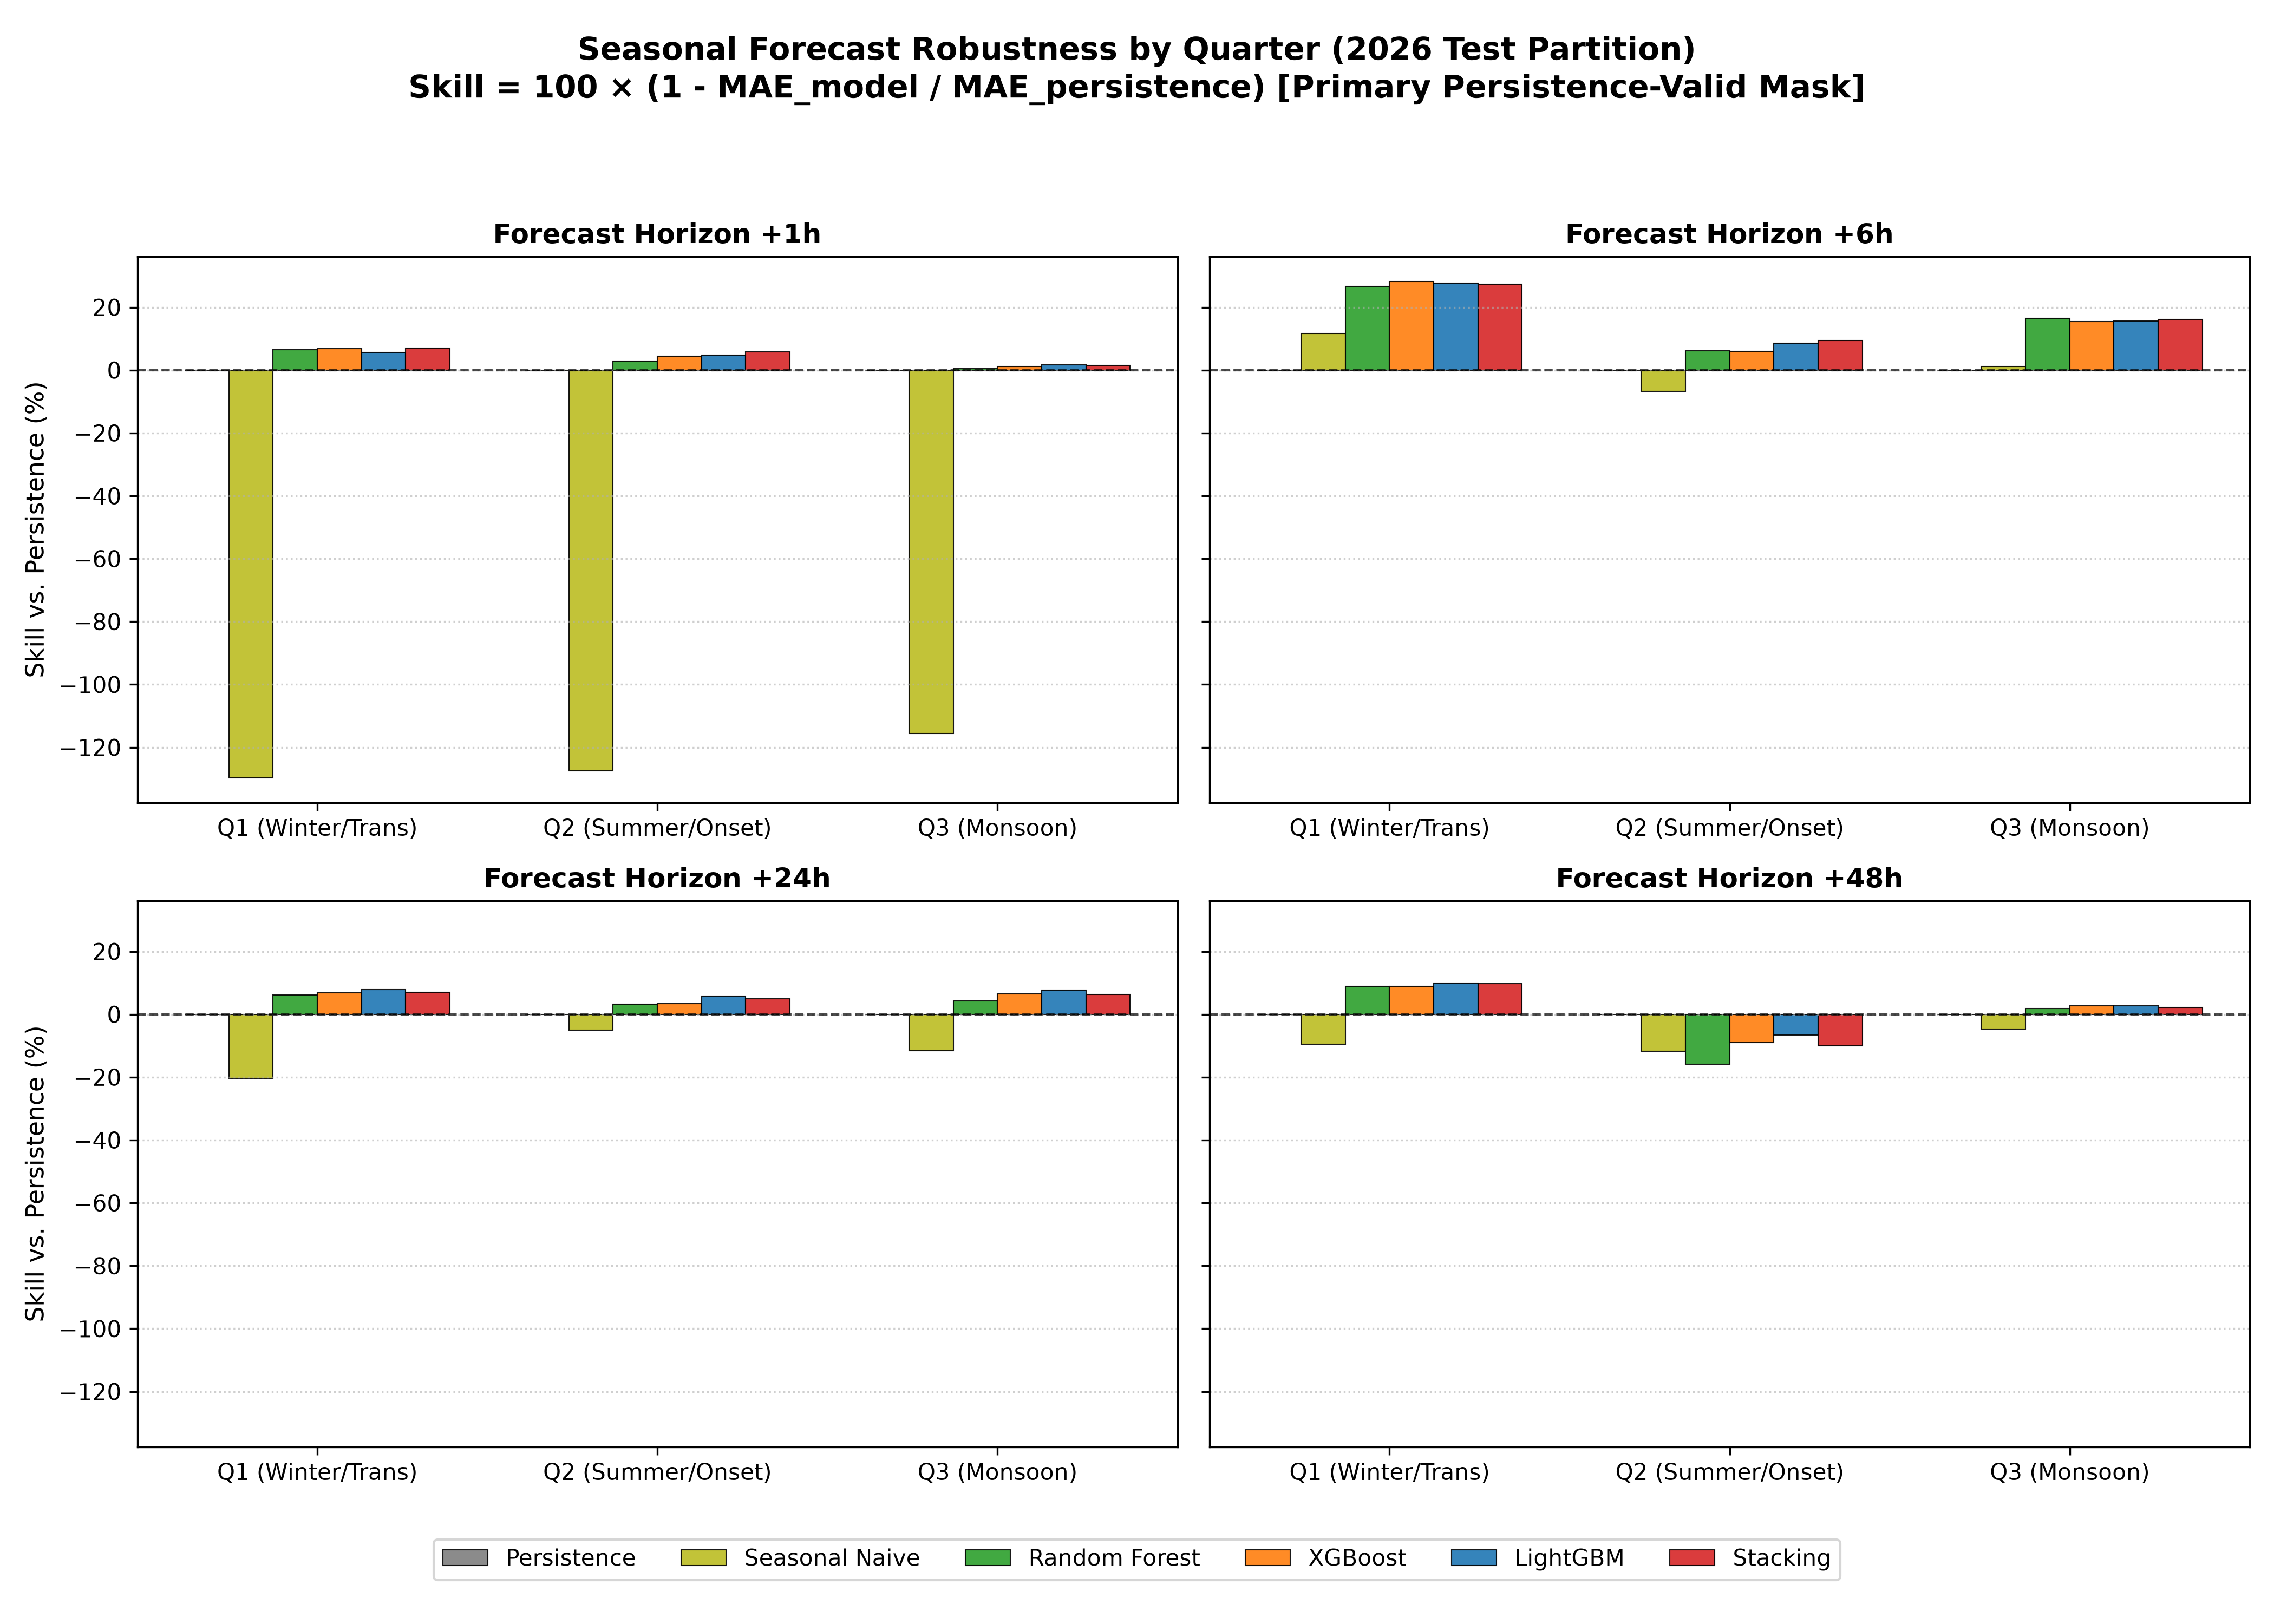 Seasonal Forecast Robustness by Quarter (2026 Test Partition)
Skill = 100 × (1 - MAE_model / MAE_persistence) [Primary Persistence-Valid Mask]
Forecast Horizon +1h
Skill vs. Persistence (%)
20
0
−20
−40
−60
−80
−100
−120
Q1 (Winter/Trans)
Q2 (Summer/Onset)
Q3 (Monsoon)
Forecast Horizon +6h
Q1 (Winter/Trans)
Q2 (Summer/Onset)
Q3 (Monsoon)
Forecast Horizon +24h
Skill vs. Persistence (%)
20
0
−20
−40
−60
−80
−100
−120
Q1 (Winter/Trans)
Q2 (Summer/Onset)
Q3 (Monsoon)
Forecast Horizon +48h
Q1 (Winter/Trans)
Q2 (Summer/Onset)
Q3 (Monsoon)
Persistence
Seasonal Naive
Random Forest
XGBoost
LightGBM
Stacking